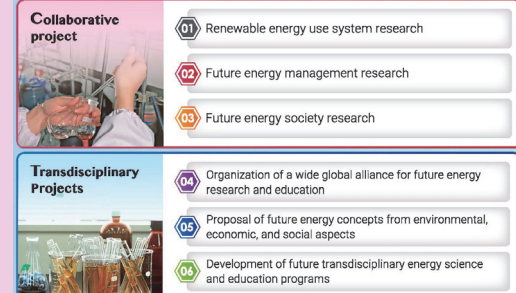 Collaborative
project
01 Renewable energy use system research
02 Future energy management research
03 Future energy society research
Transdisciplinary
Projects
04 Organization of a wide global alliance for future energy
research and education
05 Proposal of future energy concepts from environmental,
economic, and social aspects
06 Development of future transdisciplinary energy science
and education programs